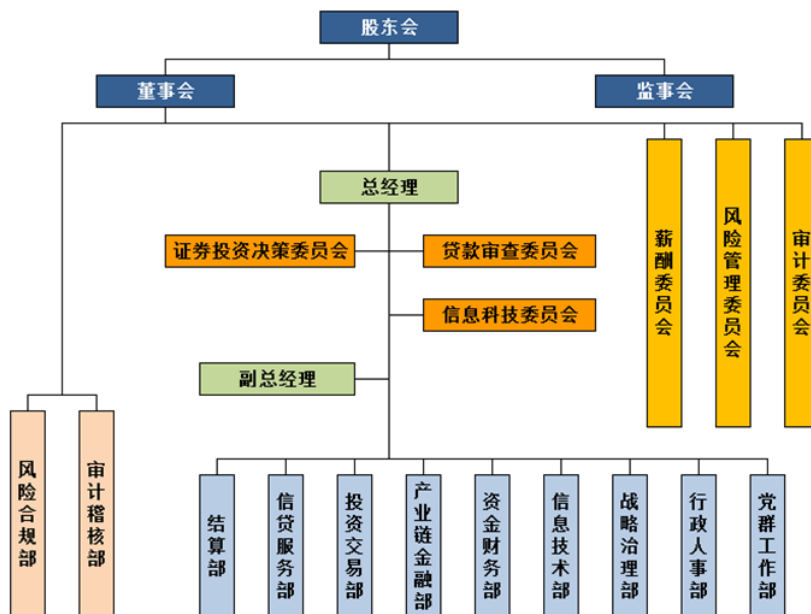 股东会
董事会
监事会
总经理
证券投资决策委员会
贷款审查委员会
信息科技委员会
副总经理
薪酬委员会
风险管理委员会
审计委员会
风险合规部
审计稽核部
结算部
信贷服务部
投资交易部
产业链金融部
资金财务部
信息技术部
战略治理部
行政人事部
党群工作部